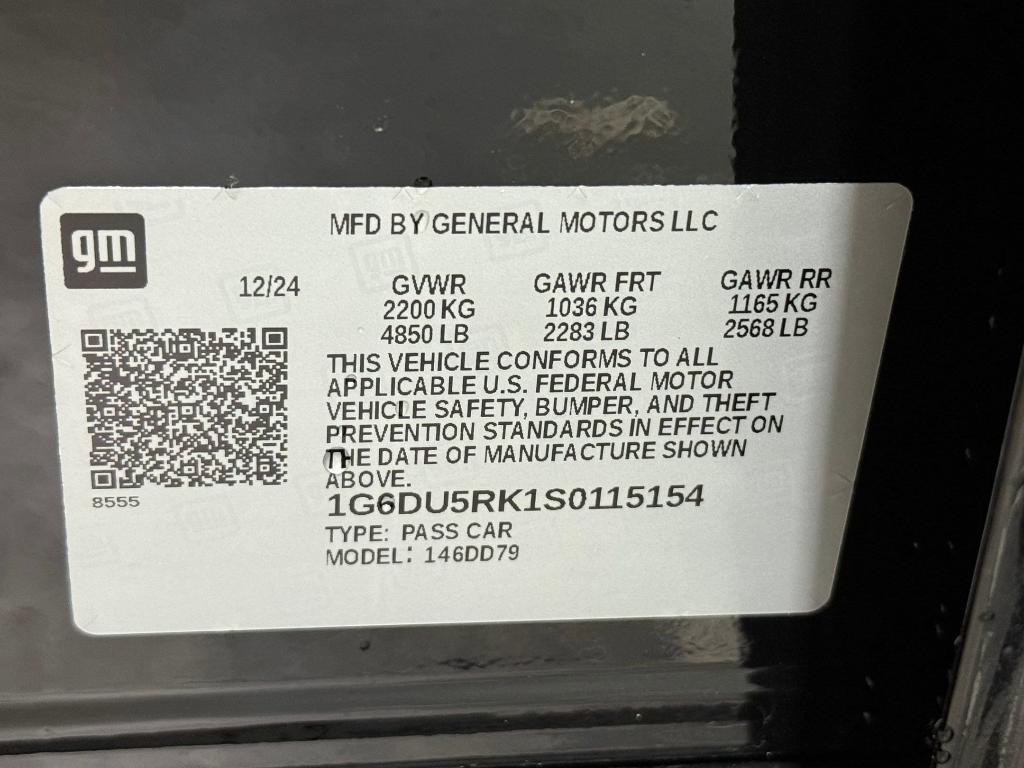 gm
MFD BY GENERAL MOTORS LLC
12/24 GVWR GAWR FRT GAWR RR
2200 KG 1036 KG 1165 KG
4850 LB 2283 LB 2568 LB
THIS VEHICLE CONFORMS TO ALL
APPLICABLE U.S. FEDERAL MOTOR
VEHICLE SAFETY, BUMPER, AND THEFT
PREVENTION STANDARDS IN EFFECT ON
THE DATE OF MANUFACTURE SHOWN
ABOVE.
8555
1G6DU5RK1S0115154
TYPE: PASS CAR
MODEL: 146DD79